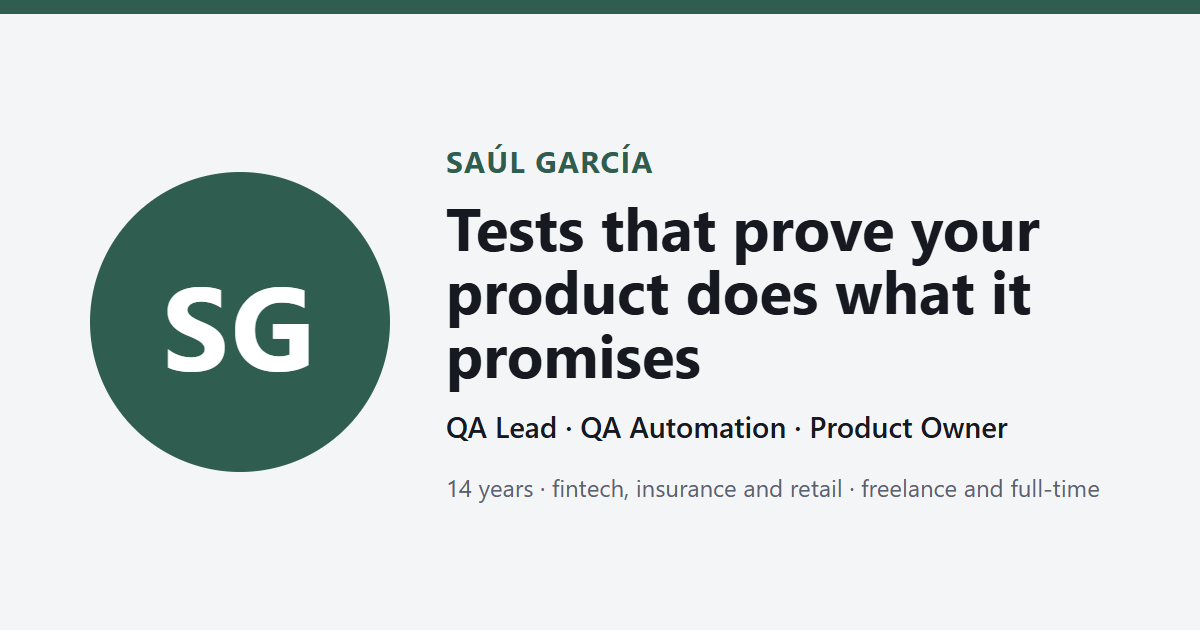 SG
SAÚL GARCÍA
Tests that prove your
product does what it
promises
QA Lead · QA Automation · Product Owner
14 years · fintech, insurance and retail · freelance and full-time